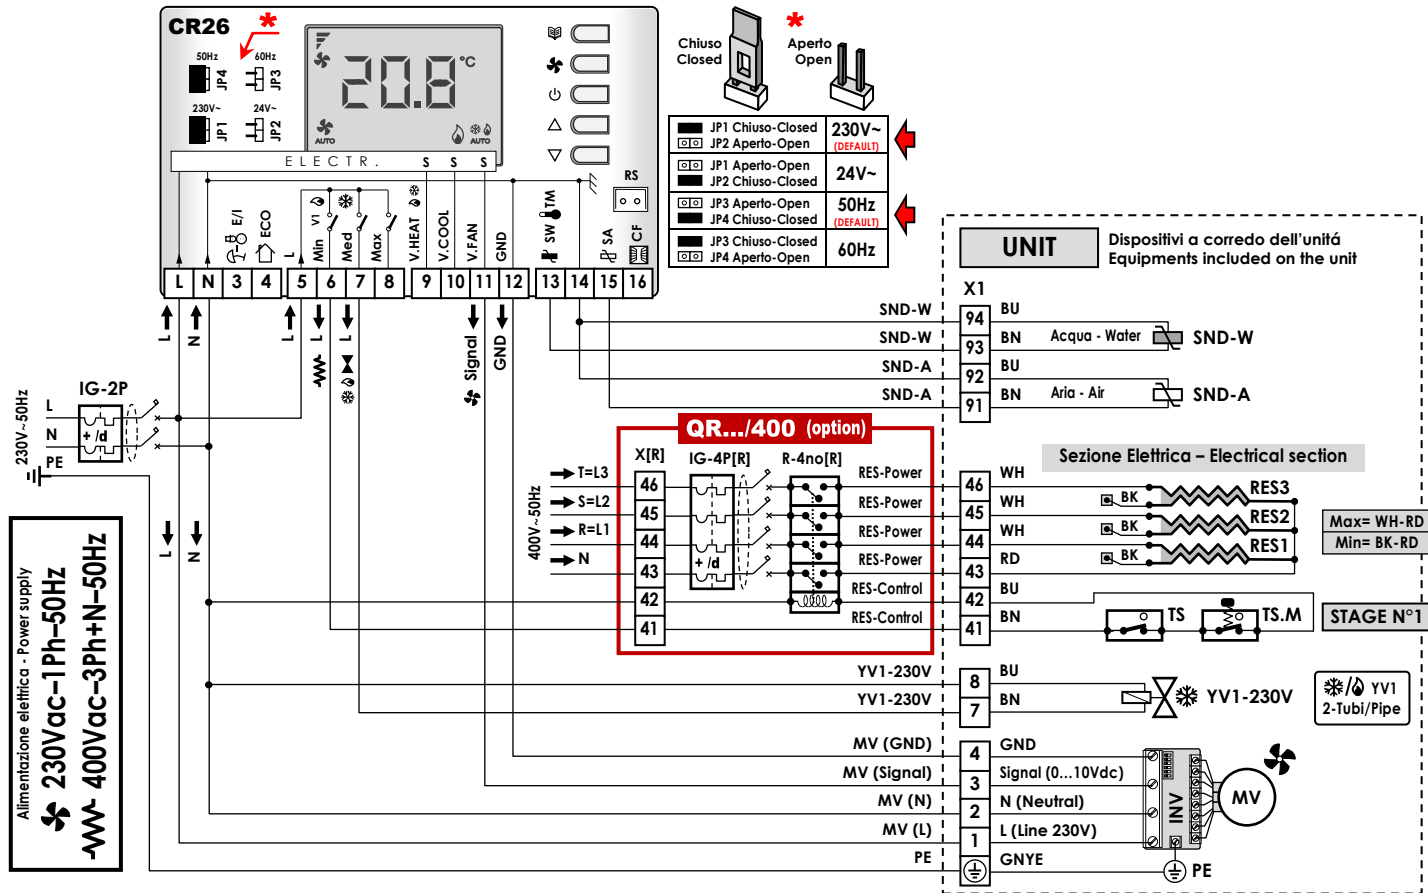 CR26
*
50Hz
60Hz
JP4
JP3
230V~
24V~
JP1
JP2
20.8 °C
AUTO
AUTO
ELECTR.
S S S
RS
L
Min V1
Med
Max
V.HEAT
V.COOL
V.FAN
GND
SW TM
SA
CF
E/I
ECO
L N 3 4 5 6 7 8 9 10 11 12 13 14 15 16
L
N
L
L
L
Signal
GND
Chiuso
Closed
*
Aperto
Open
JP1 Chiuso-Closed
JP2 Aperto-Open
230V~
(DEFAULT)
JP1 Aperto-Open
JP2 Chiuso-Closed
24V~
JP3 Aperto-Open
JP4 Chiuso-Closed
50Hz
(DEFAULT)
JP3 Chiuso-Closed
JP4 Aperto-Open
60Hz
UNIT
Dispositivi a corredo dell'unitá
Equipments included on the unit
X1
SND-W 94 BU
SND-W 93 BN Acqua - Water SND-W
SND-A 92 BU
SND-A 91 BN Aria - Air SND-A
IG-2P
230V~50Hz
L
N
PE
+ /d
L
N
QR.../400 (option)
X[R] IG-4P[R] R-4no[R]
400V~50Hz
T=L3 46 RES-Power 46 WH
S=L2 45 RES-Power 45 WH
R=L1 44 RES-Power 44 WH
N 43 RES-Power 43 RD
+ /d
42 RES-Control 42 BU
41 RES-Control 41 BN
Sezione Elettrica – Electrical section
BK RES3
BK RES2
BK RES1
Max= WH-RD
Min= BK-RD
TS
TS.M
STAGE N°1
YV1-230V 8 BU
YV1-230V 7 BN
YV1-230V
YV1
2-Tubi/Pipe
MV (GND) 4 GND
MV (Signal) 3 Signal (0...10Vdc)
MV (N) 2 N (Neutral)
MV (L) 1 L (Line 230V)
PE GNYE
INV
MV
PE
Alimentazione elettrica - Power supply
230Vac–1Ph–50Hz
400Vac–3Ph+N–50Hz